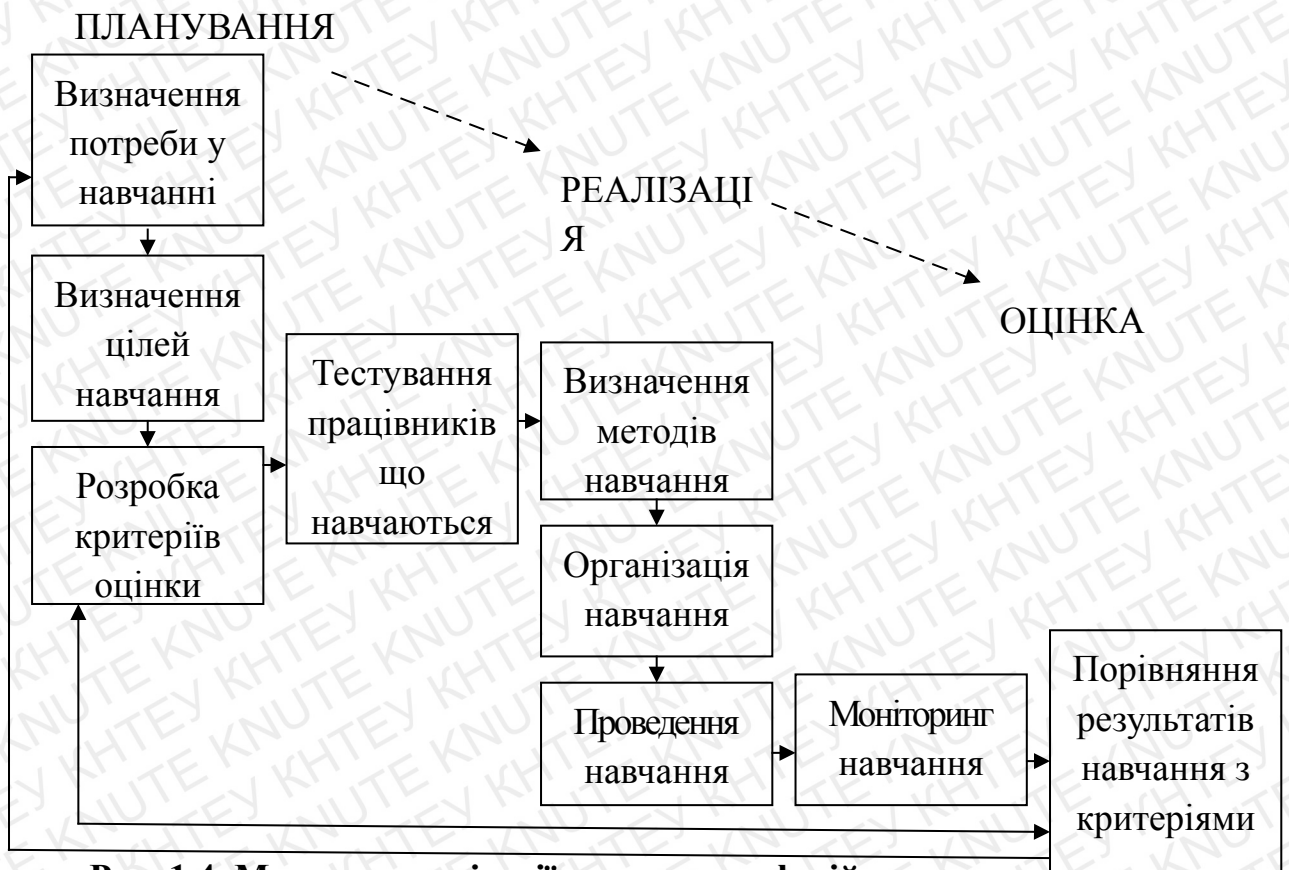 ПЛАНУВАННЯ
Визначення
потреби у
навчанні
Визначення
цілей
навчання
Розробка
критеріїв
оцінки
Тестування
працівників
що
навчаються
РЕАЛІЗАЦІ
Я
Визначення
методів
навчання
Організація
навчання
Проведення
навчання
Моніторинг
навчання
ОЦІНКА
Порівняння
результатів
навчання з
критеріями